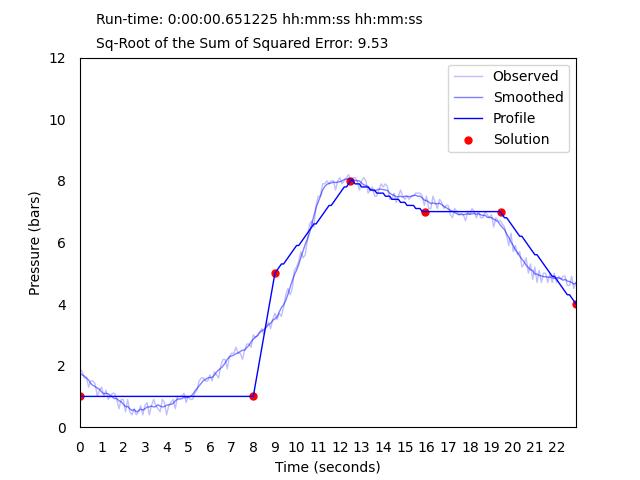 Run-time: 0:00:00.651225 hh:mm:ss hh:mm:ss
Sq-Root of the Sum of Squared Error: 9.53
Observed
Smoothed
Profile
Solution
Pressure (bars)
12
10
8
6
4
2
0
0 1 2 3 4 5 6 7 8 9 10 11 12 13 14 15 16 17 18 19 20 21 22
Time (seconds)